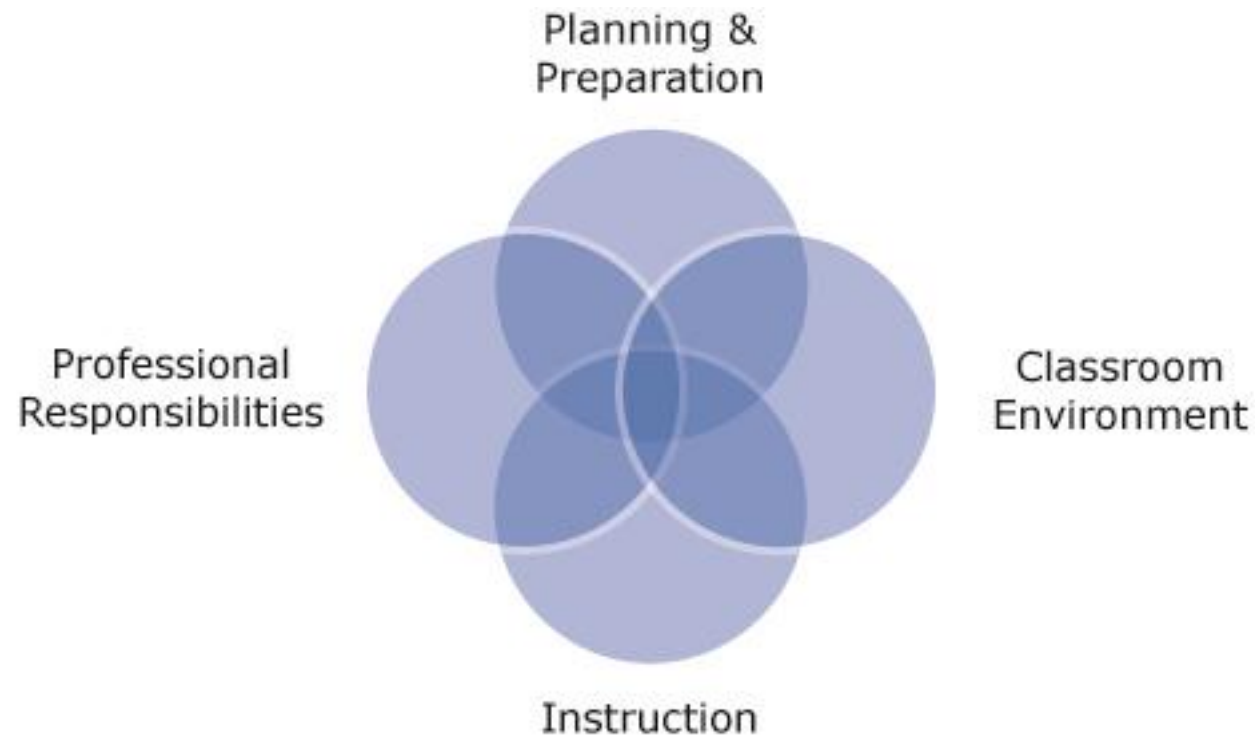 Planning &
Preparation
Professional
Responsibilities
Classroom
Environment
Instruction